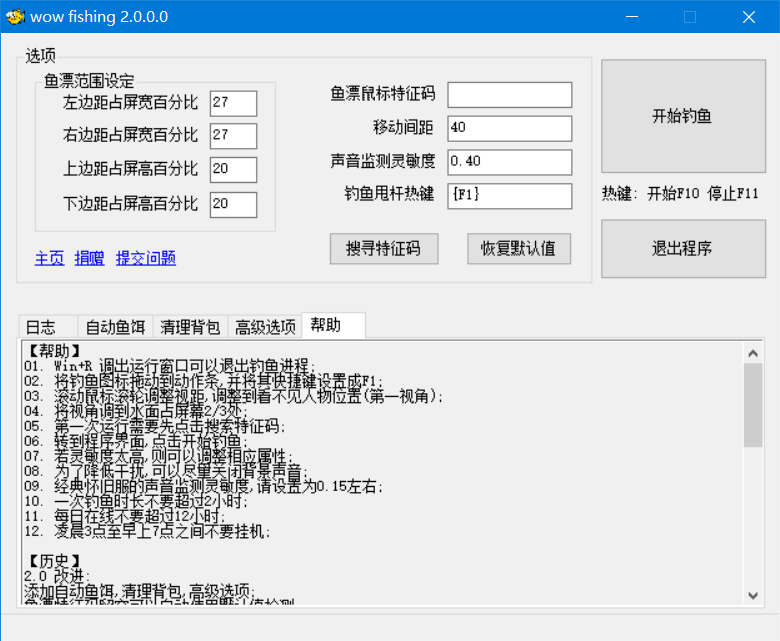 wow fishing 2.0.0.0
选项
鱼漂范围设定
左边距占屏宽百分比 27
右边距占屏宽百分比 27
上边距占屏高百分比 20
下边距占屏高百分比 20
主页 捐赠 提交问题
鱼漂鼠标特征码
移动间距 40
声音监测灵敏度 0.40
钓鱼甩杆热键 {F1}
搜寻特征码 恢复默认值
开始钓鱼
热键: 开始F10 停止F11
退出程序
日志 自动鱼饵 清理背包 高级选项 帮助
【帮助】
01. Win+R 调出运行窗口可以退出钓鱼进程;
02. 将钓鱼图标拖动到动作条,并将其快捷键设置成F1;
03. 滚动鼠标滚轮调整视距,调整到看不见人物位置(第一视角);
04. 将视角调到水面占屏幕2/3处;
05. 第一次运行需要先点击搜索特征码;
06. 转到程序界面,点击开始钓鱼;
07. 若灵敏度太高,则可以调整相应属性;
08. 为了降低干扰,可以尽量关闭背景声音;
09. 经典怀旧服的声音监测灵敏度,请设置为0.15左右;
10. 一次钓鱼时长不要超过2小时;
11. 每日在线不要超过12小时;
12. 凌晨3点至早上7点之间不要挂机;
【历史】
2.0 改进:
添加自动鱼饵,清理背包,高级选项;